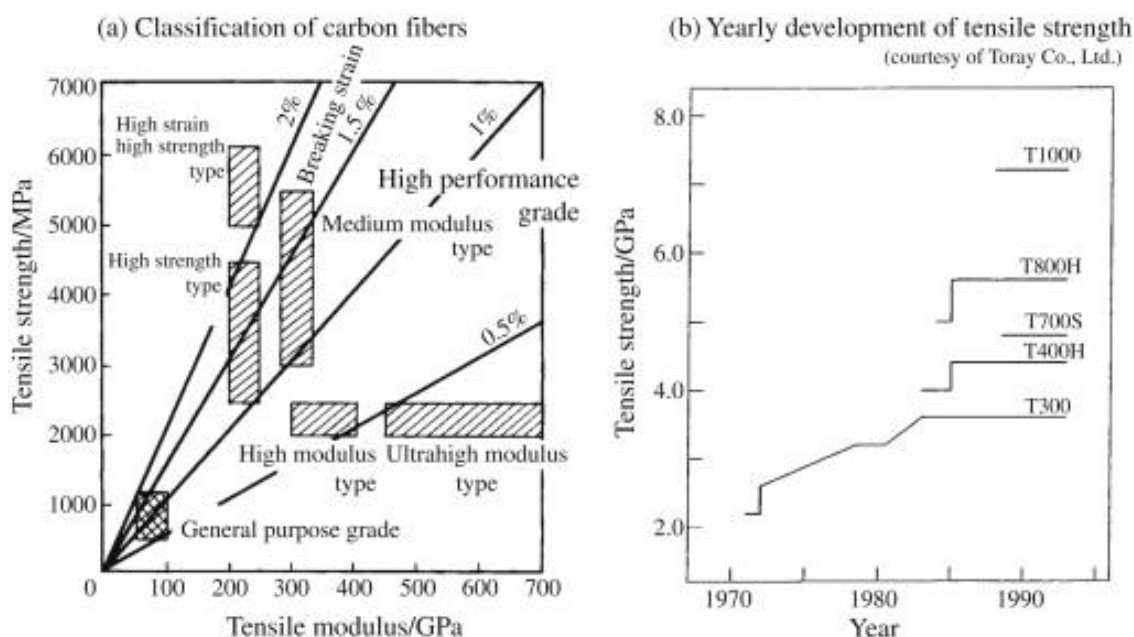 (a) Classification of carbon fibers
7000
6000
5000
4000
3000
2000
1000
0
Tensile strength/MPa
High strain
high strength
type
2%
Breaking strain
1.5 %
1%
High performance
grade
Medium modulus
type
High strength
type
0.5%
High modulus
type
Ultrahigh modulus
type
General purpose grade
100 200 300 400 500 600 700
Tensile modulus/GPa
(b) Yearly development of tensile strength
(courtesy of Toray Co., Ltd.)
8.0
6.0
4.0
2.0
Tensile strength/GPa
T1000
T800H
T700S
T400H
T300
1970 1980 1990
Year